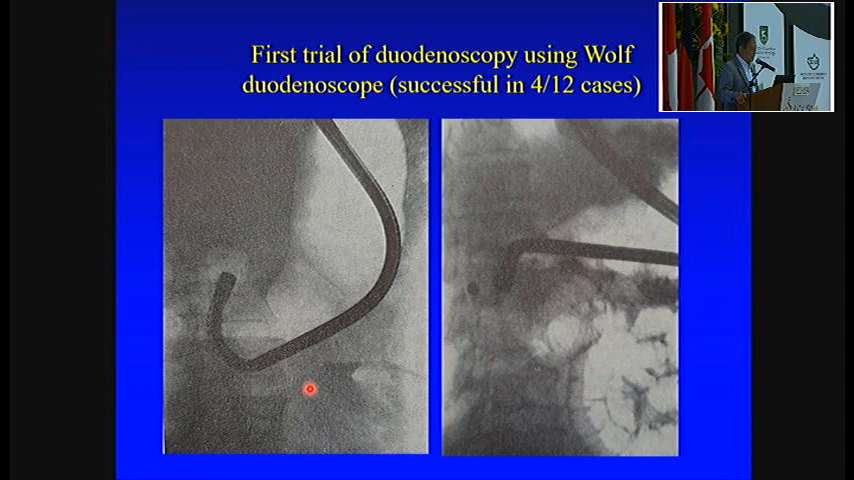 First trial of duodenoscopy using Wolf
duodenoscope (successful in 4/12 cases)